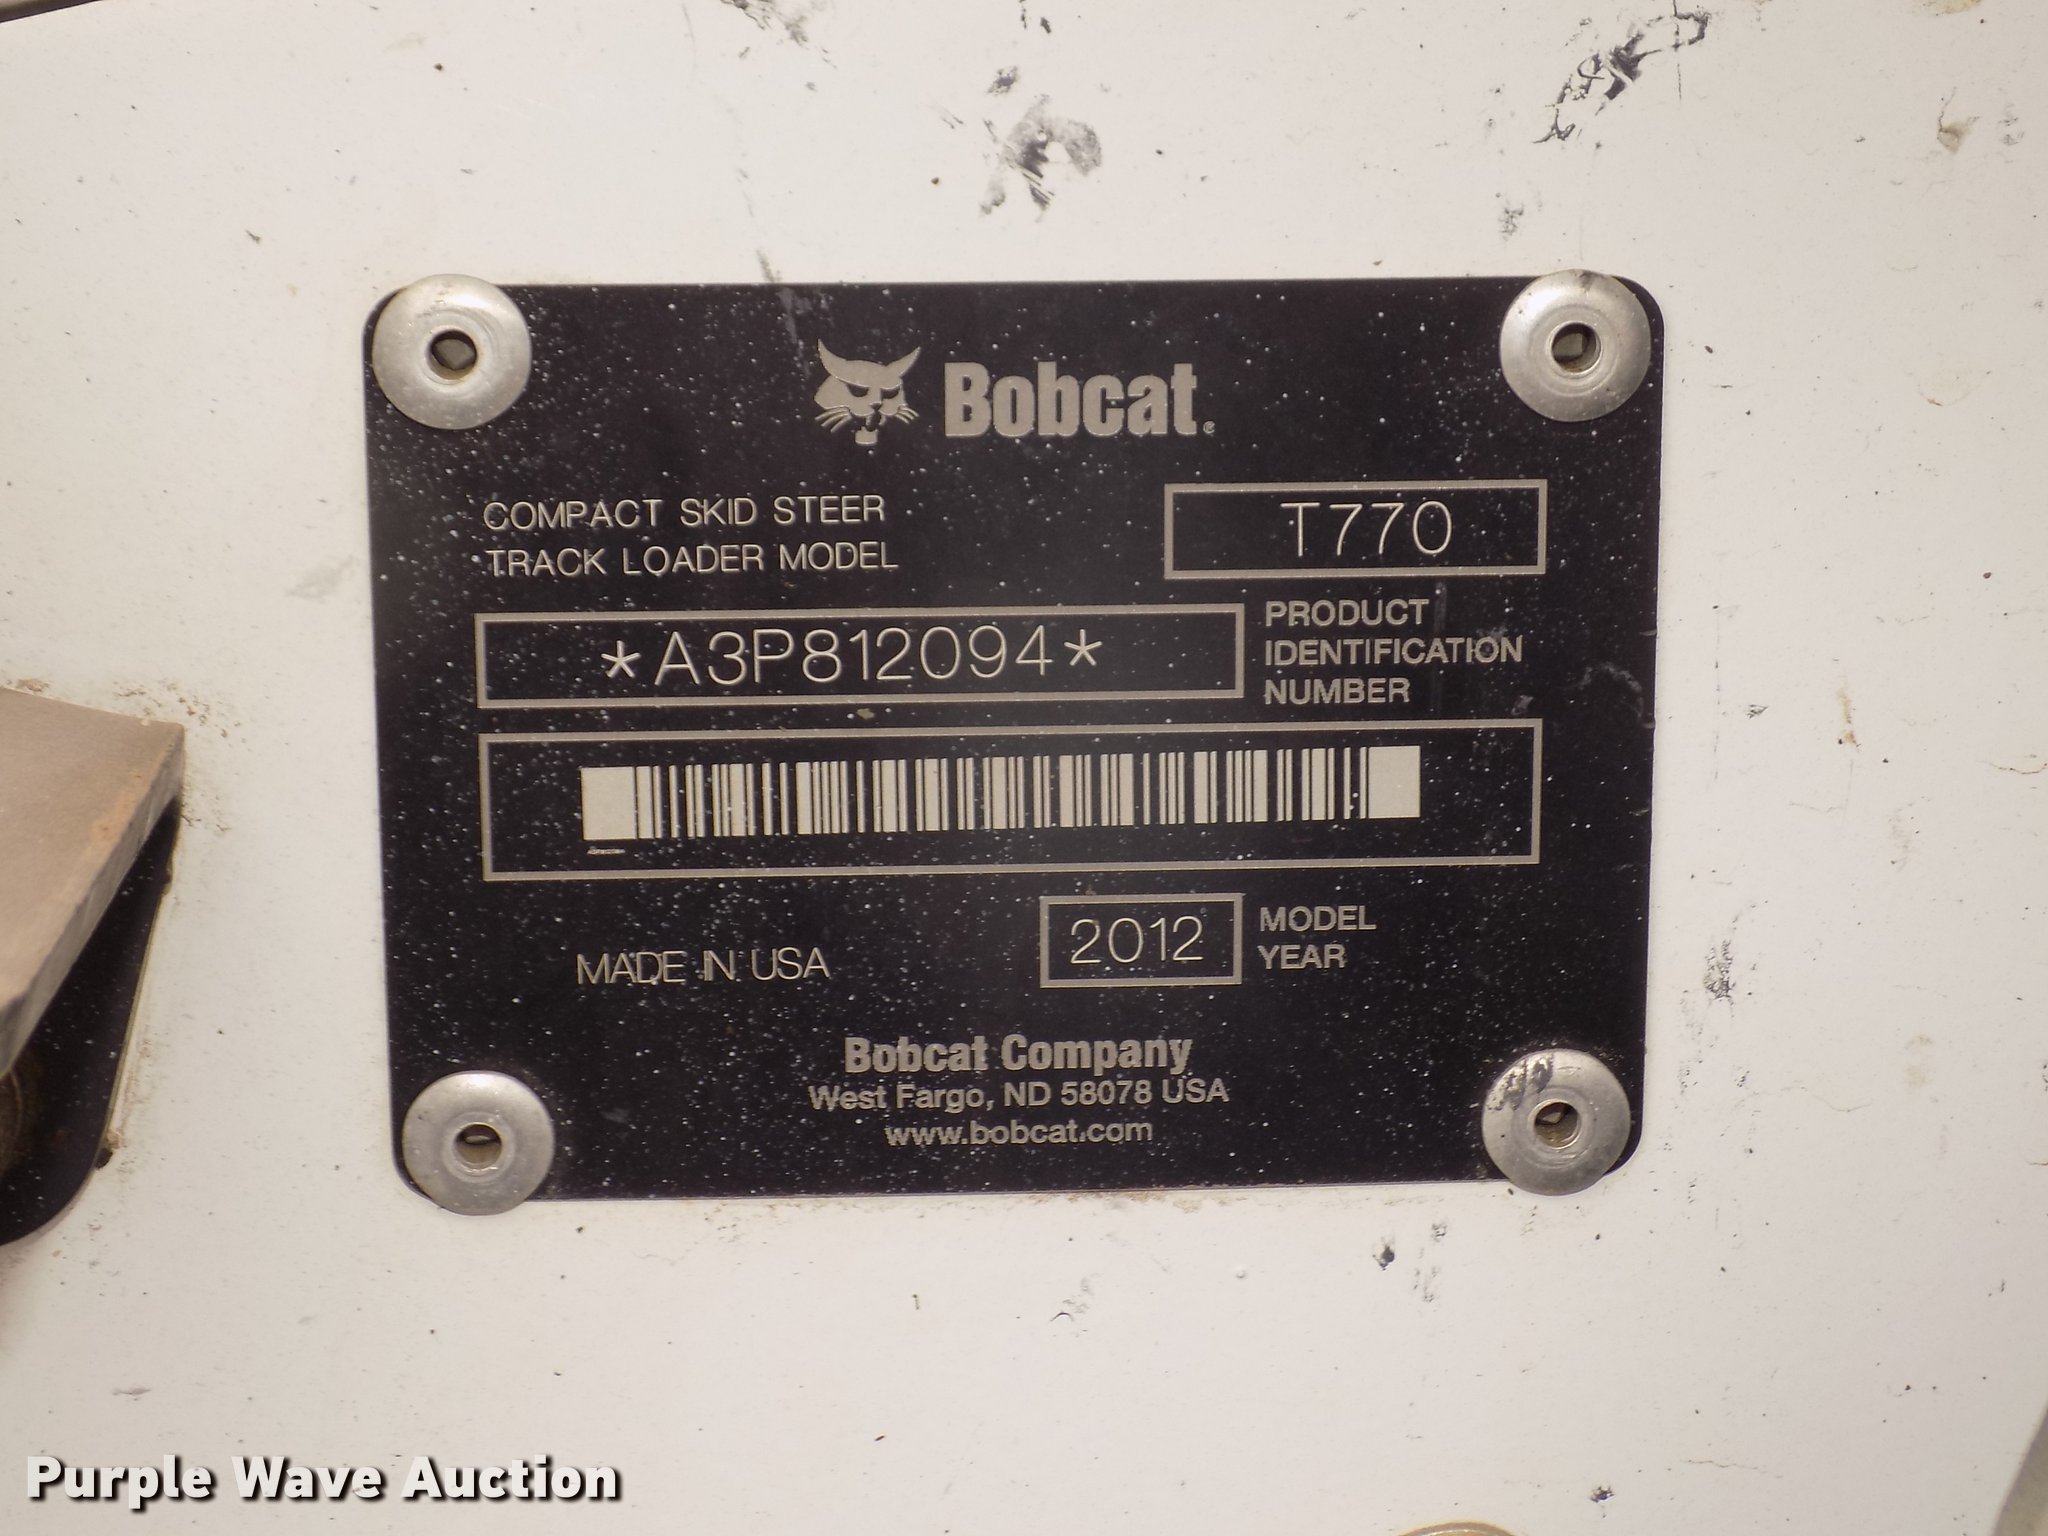 Bobcat.
COMPACT SKID STEER
TRACK LOADER MODEL
T770
*A3P812094*
PRODUCT
IDENTIFICATION
NUMBER
MADE IN USA
2012
MODEL
YEAR
Bobcat Company
West Fargo, ND 58078 USA
www.bobcat.com
Purple Wave Auction